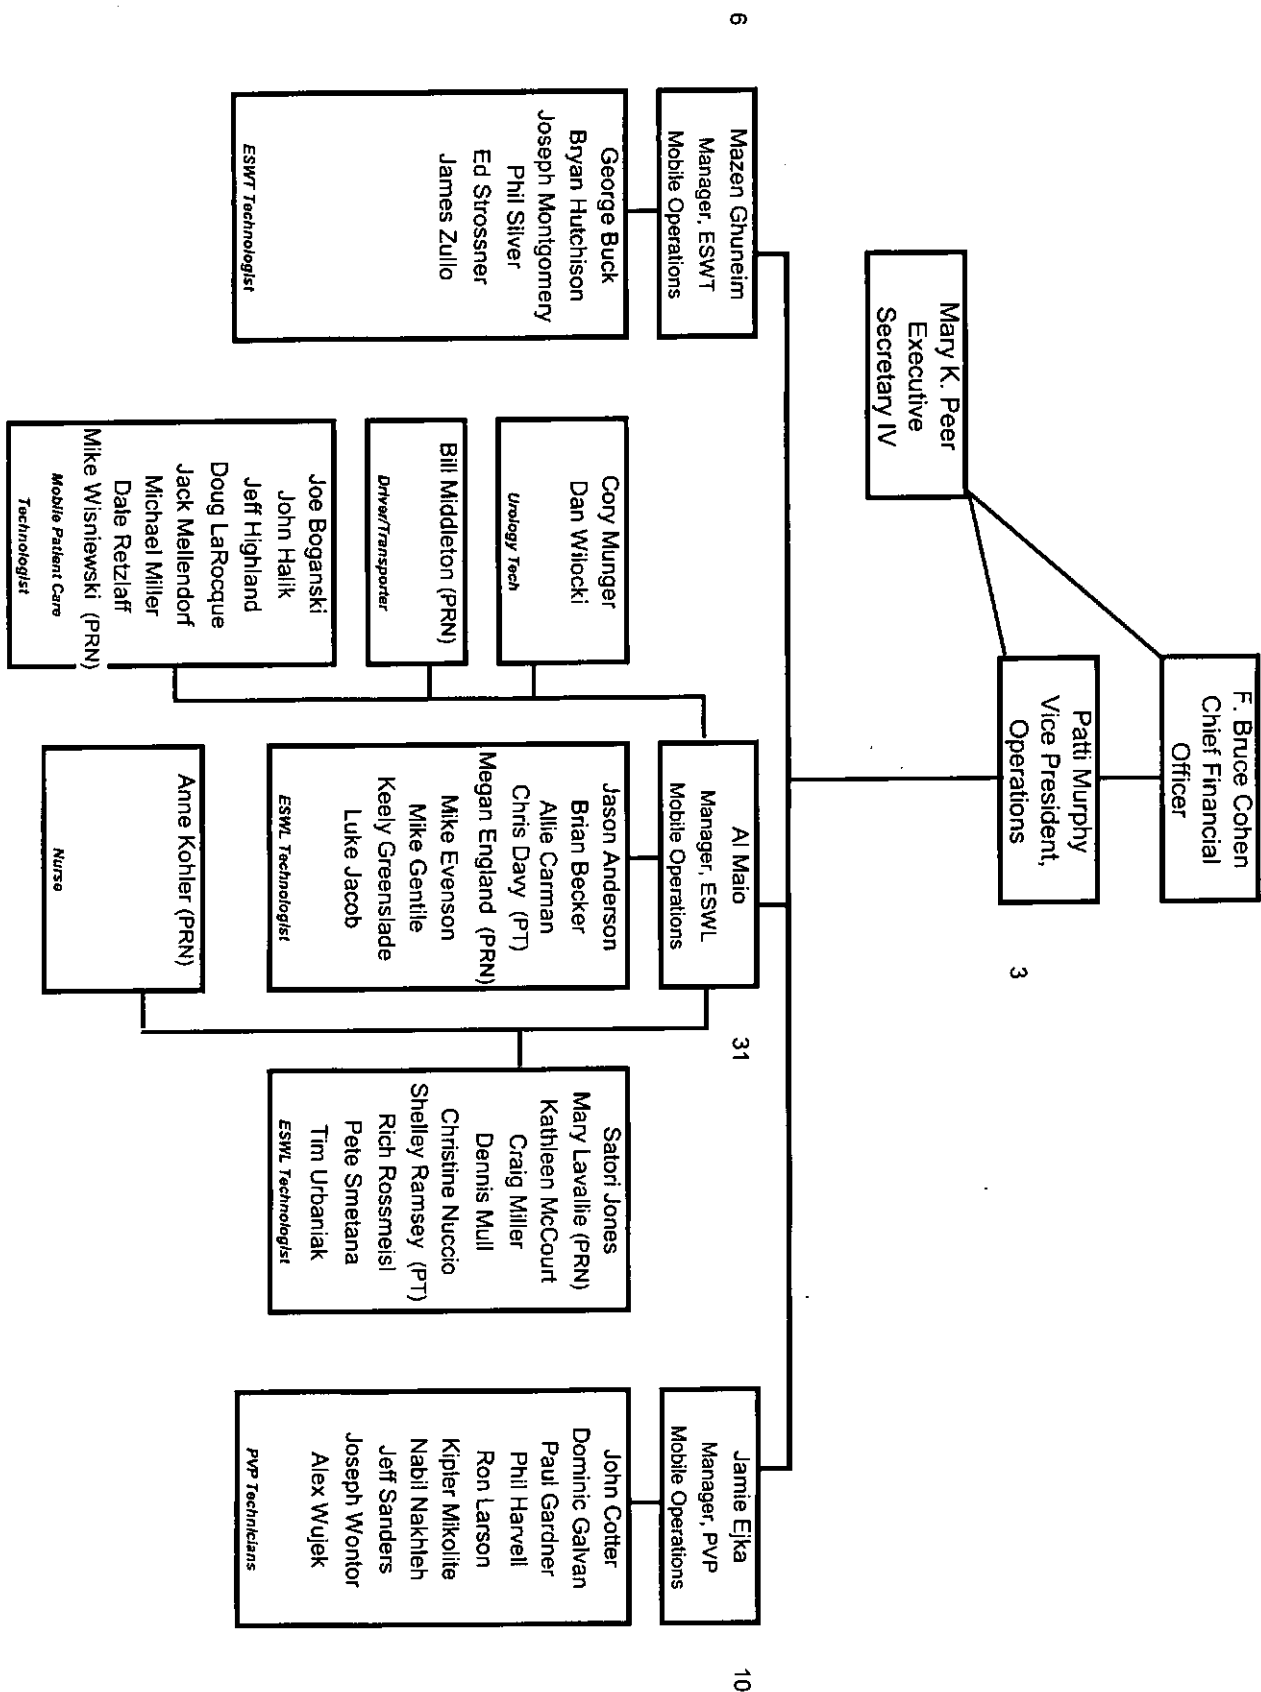 F. Bruce Cohen
Chief Financial
Officer
Patti Murphy
Vice President,
Operations
3
Mary K. Peer
Executive
Secretary IV
Mazen Ghuneim
Manager, ESWT
Mobile Operations
6
George Buck
Bryan Hutchison
Joseph Montgomery
Phil Silver
Ed Strossner
James Zullo
ESWT Technologist
Al Maio
Manager, ESWL
Mobile Operations
31
Cory Munger
Dan Wilocki
Urology Tech
Bill Middleton (PRN)
Driver/Transporter
Joe Boganski
John Halik
Jeff Highland
Doug LaRocque
Jack Mellendorf
Michael Miller
Dale Retzlaff
Mike Wisniewski (PRN)
Mobile Patient Care
Technologist
Jason Anderson
Brian Becker
Allie Carman
Chris Davy (PT)
Megan England (PRN)
Mike Evenson
Mike Gentile
Keely Greenslade
Luke Jacob
ESWL Technologist
Anne Kohler (PRN)
Nurse
Satori Jones
Mary Lavallie (PRN)
Kathleen McCourt
Craig Miller
Dennis Mull
Christine Nuccio
Shelley Ramsey (PT)
Rich Rossmeisl
Pete Smetana
Tim Urbaniak
ESWL Technologist
Jamie Ejka
Manager, PVP
Mobile Operations
10
John Cotter
Dominic Galvan
Paul Gardner
Phil Harvell
Ron Larson
Kipler Mikolite
Nabil Nakhleh
Jeff Sanders
Joseph Wontor
Alex Wujek
PVP Technicians